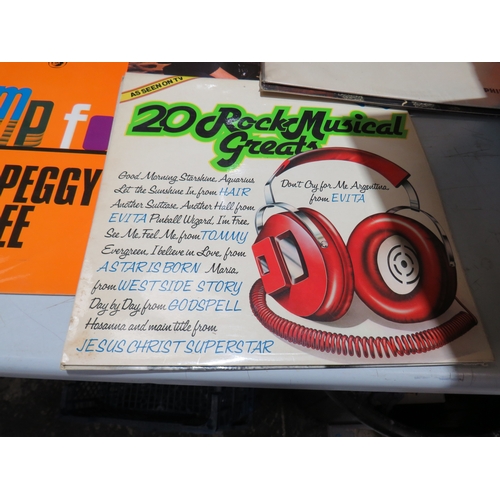 AS SEEN ON TV
20 Rock Musical
Greats
Good Morning Starshine, Aquarius
Let the Sunshine In, from HAIR
Another Suitcase, Another Hall from
EVITA Pinball Wizard, I'm Free
See Me, Feel Me, from TOMMY
Evergreen, I believe in Love, from
A STAR IS BORN Maria,
from WEST SIDE STORY
Day by Day, from GODSPELL
Hosanna and main title from
JESUS CHRIST SUPERSTAR
Don't Cry for Me Argentina,
from EVITA
mp f
PEGGY
EE